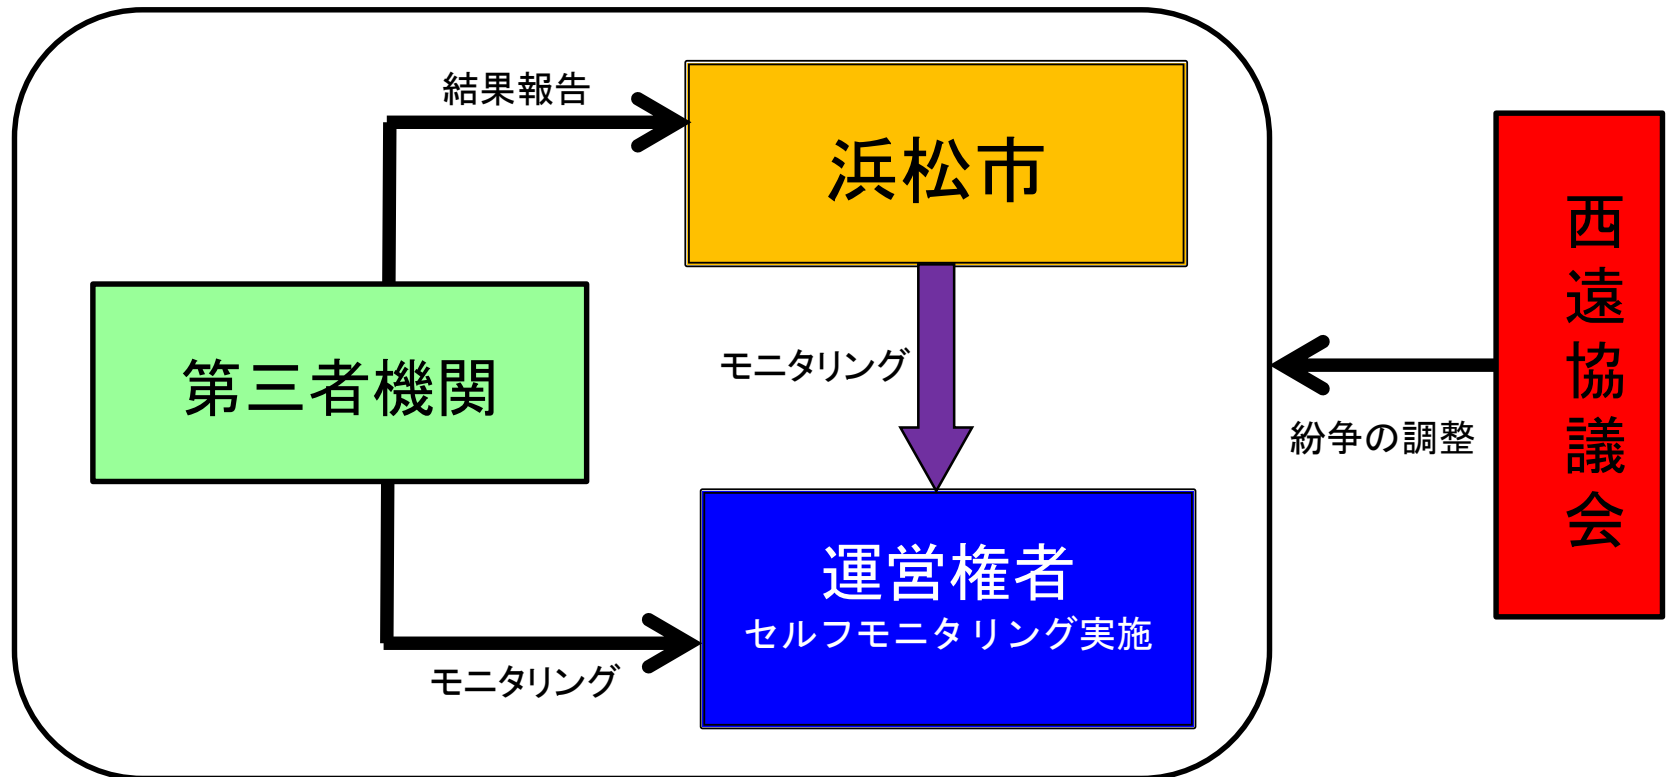 結果報告
浜松市
第三者機関
モニタリング
運営権者
セルフモニタリング実施
モニタリング
紛争の調整
西遠協議会